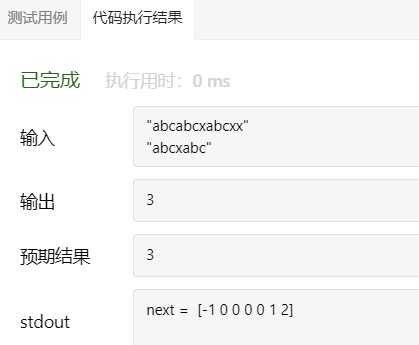 测试用例 代码执行结果
已完成 执行用时：0 ms
输入 "abcabcxabcxx"
"abcxabc"
输出 3
预期结果 3
stdout next = [-1 0 0 0 0 1 2]